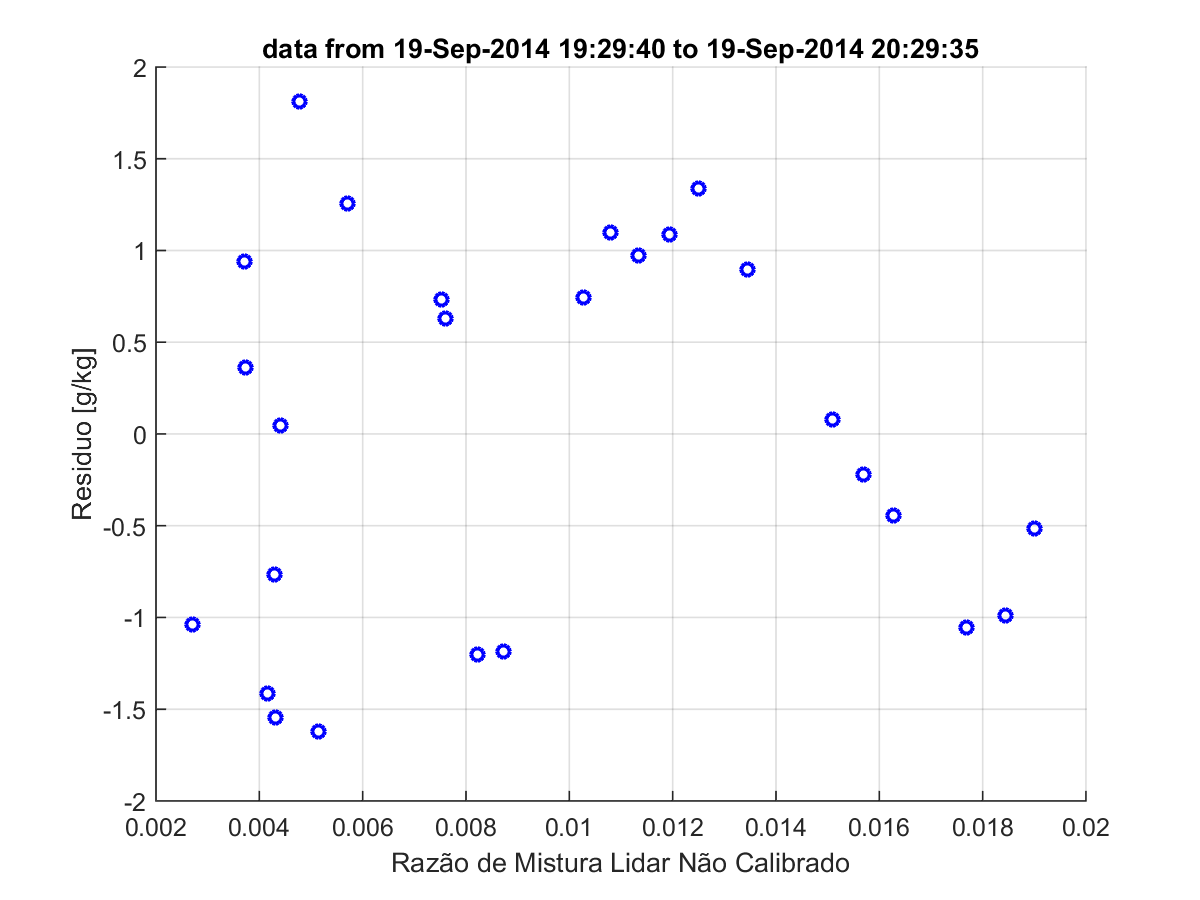 data from 19-Sep-2014 19:29:40 to 19-Sep-2014 20:29:35
2
1.5
1
0.5
0
-0.5
-1
-1.5
-2
Residuo [g/kg]
0.002 0.004 0.006 0.008 0.01 0.012 0.014 0.016 0.018 0.02
Razão de Mistura Lidar Não Calibrado